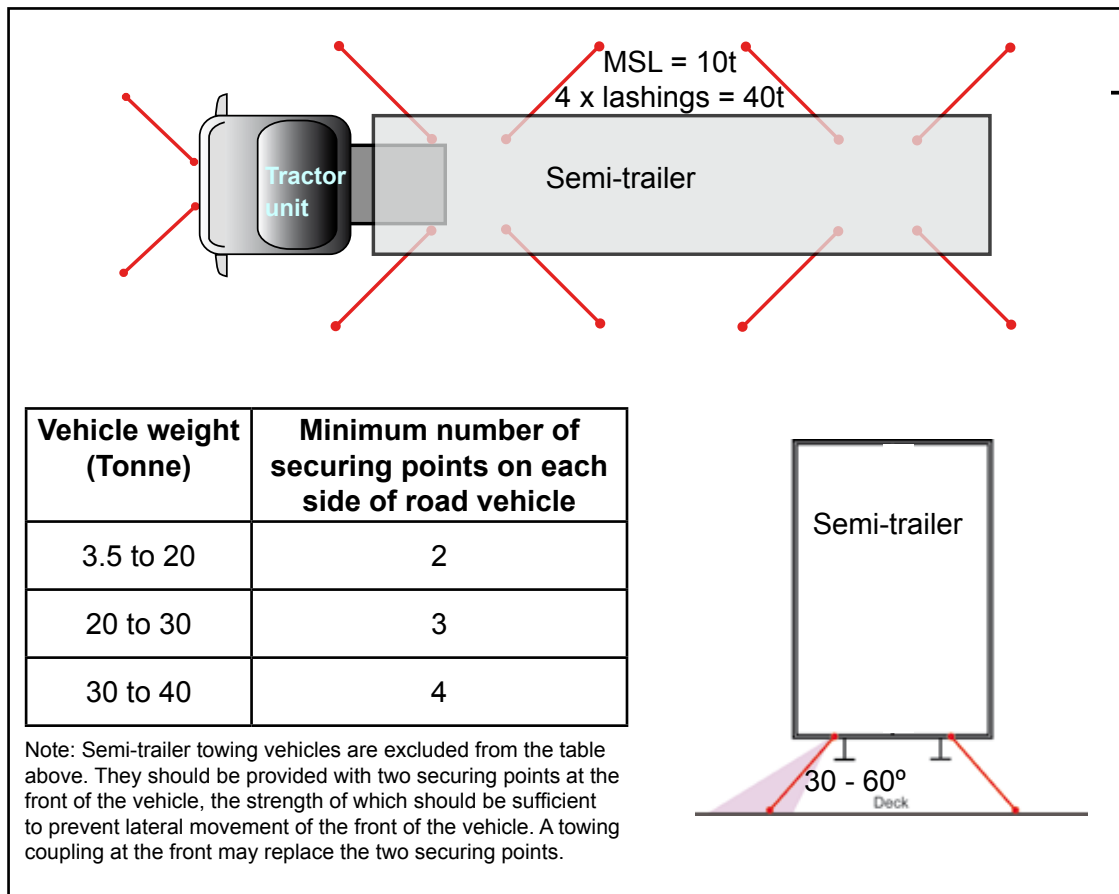 MSL = 10t
4 x lashings = 40t
Tractor
unit
Semi-trailer
Vehicle weight
(Tonne)
Minimum number of
securing points on each
side of road vehicle
3.5 to 20
2
20 to 30
3
30 to 40
4
Note: Semi-trailer towing vehicles are excluded from the table
above. They should be provided with two securing points at the
front of the vehicle, the strength of which should be sufficient
to prevent lateral movement of the front of the vehicle. A towing
coupling at the front may replace the two securing points.
Semi-trailer
30 - 60º
Deck